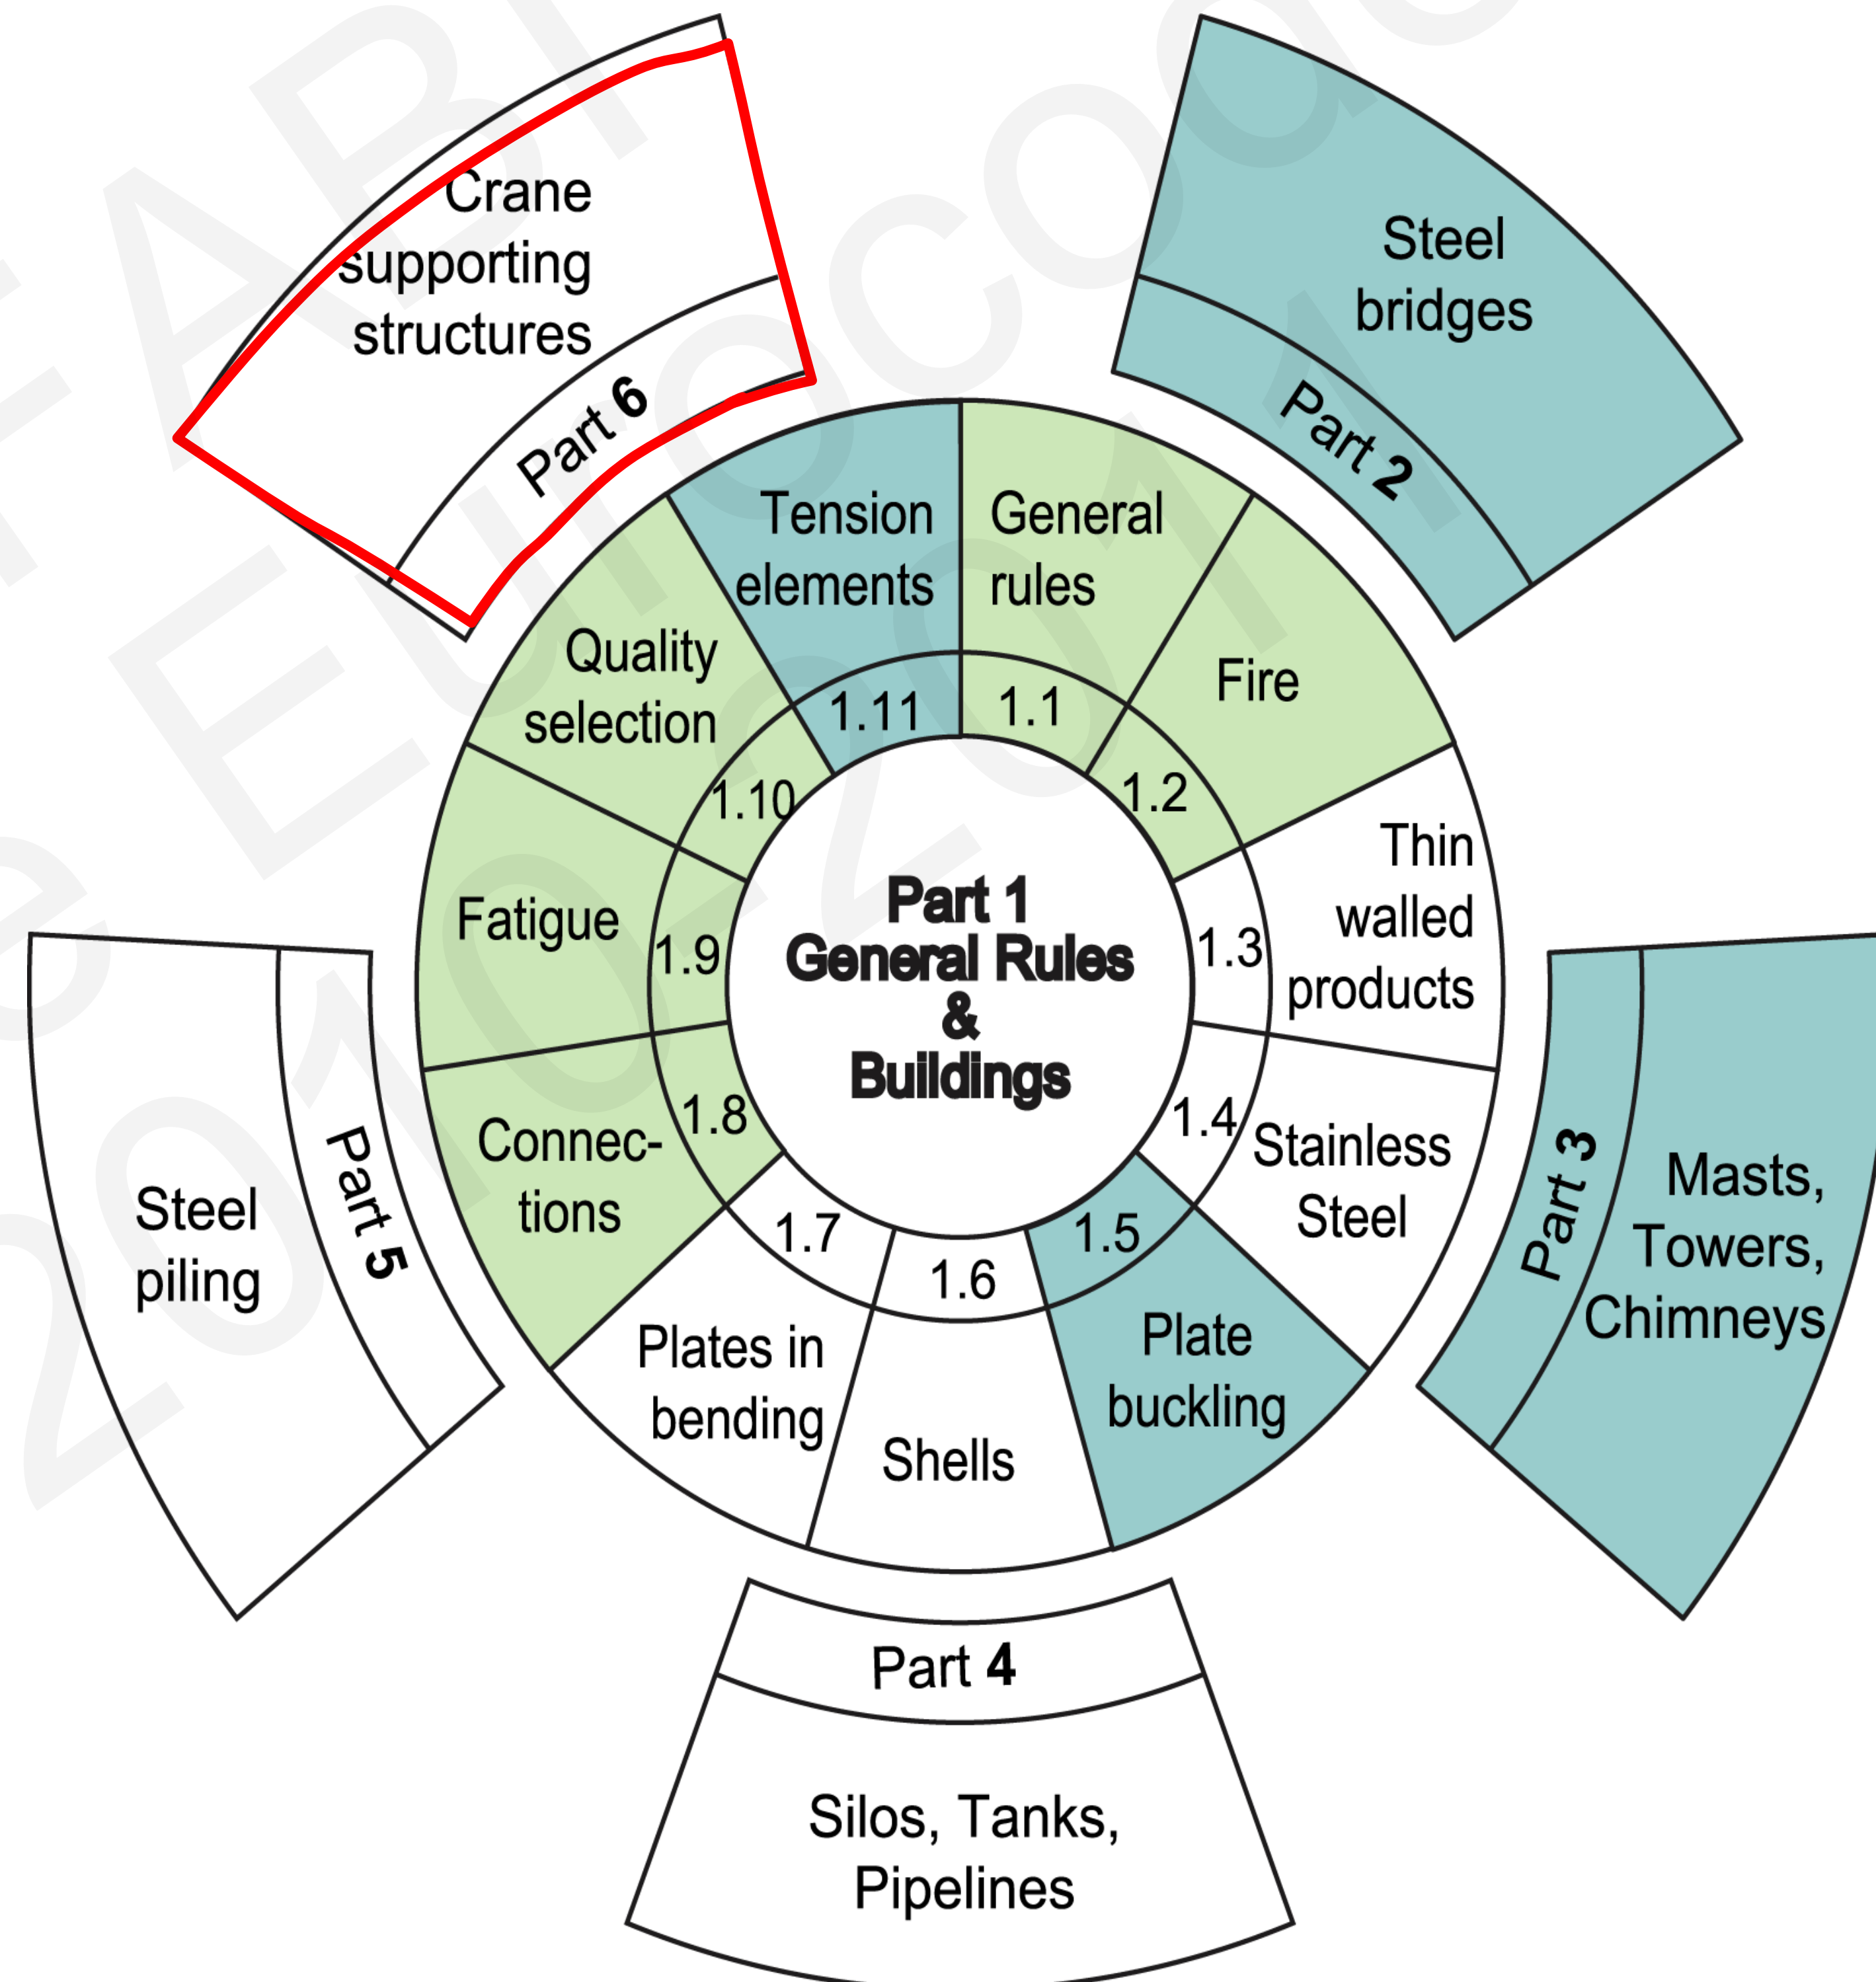 Crane
supporting
structures
Part 6
Steel
bridges
Part 2
Tension
elements
1.11
General
rules
1.1
Fire
1.2
Thin
walled
products
1.3
Stainless
Steel
1.4
Plate
buckling
1.5
Shells
1.6
Plates in
bending
1.7
Connec-
tions
1.8
Fatigue
1.9
Quality
selection
1.10
Part 1
General Rules
&
Buildings
Part 3
Masts,
Towers,
Chimneys
Part 4
Silos, Tanks,
Pipelines
Part 5
Steel
piling